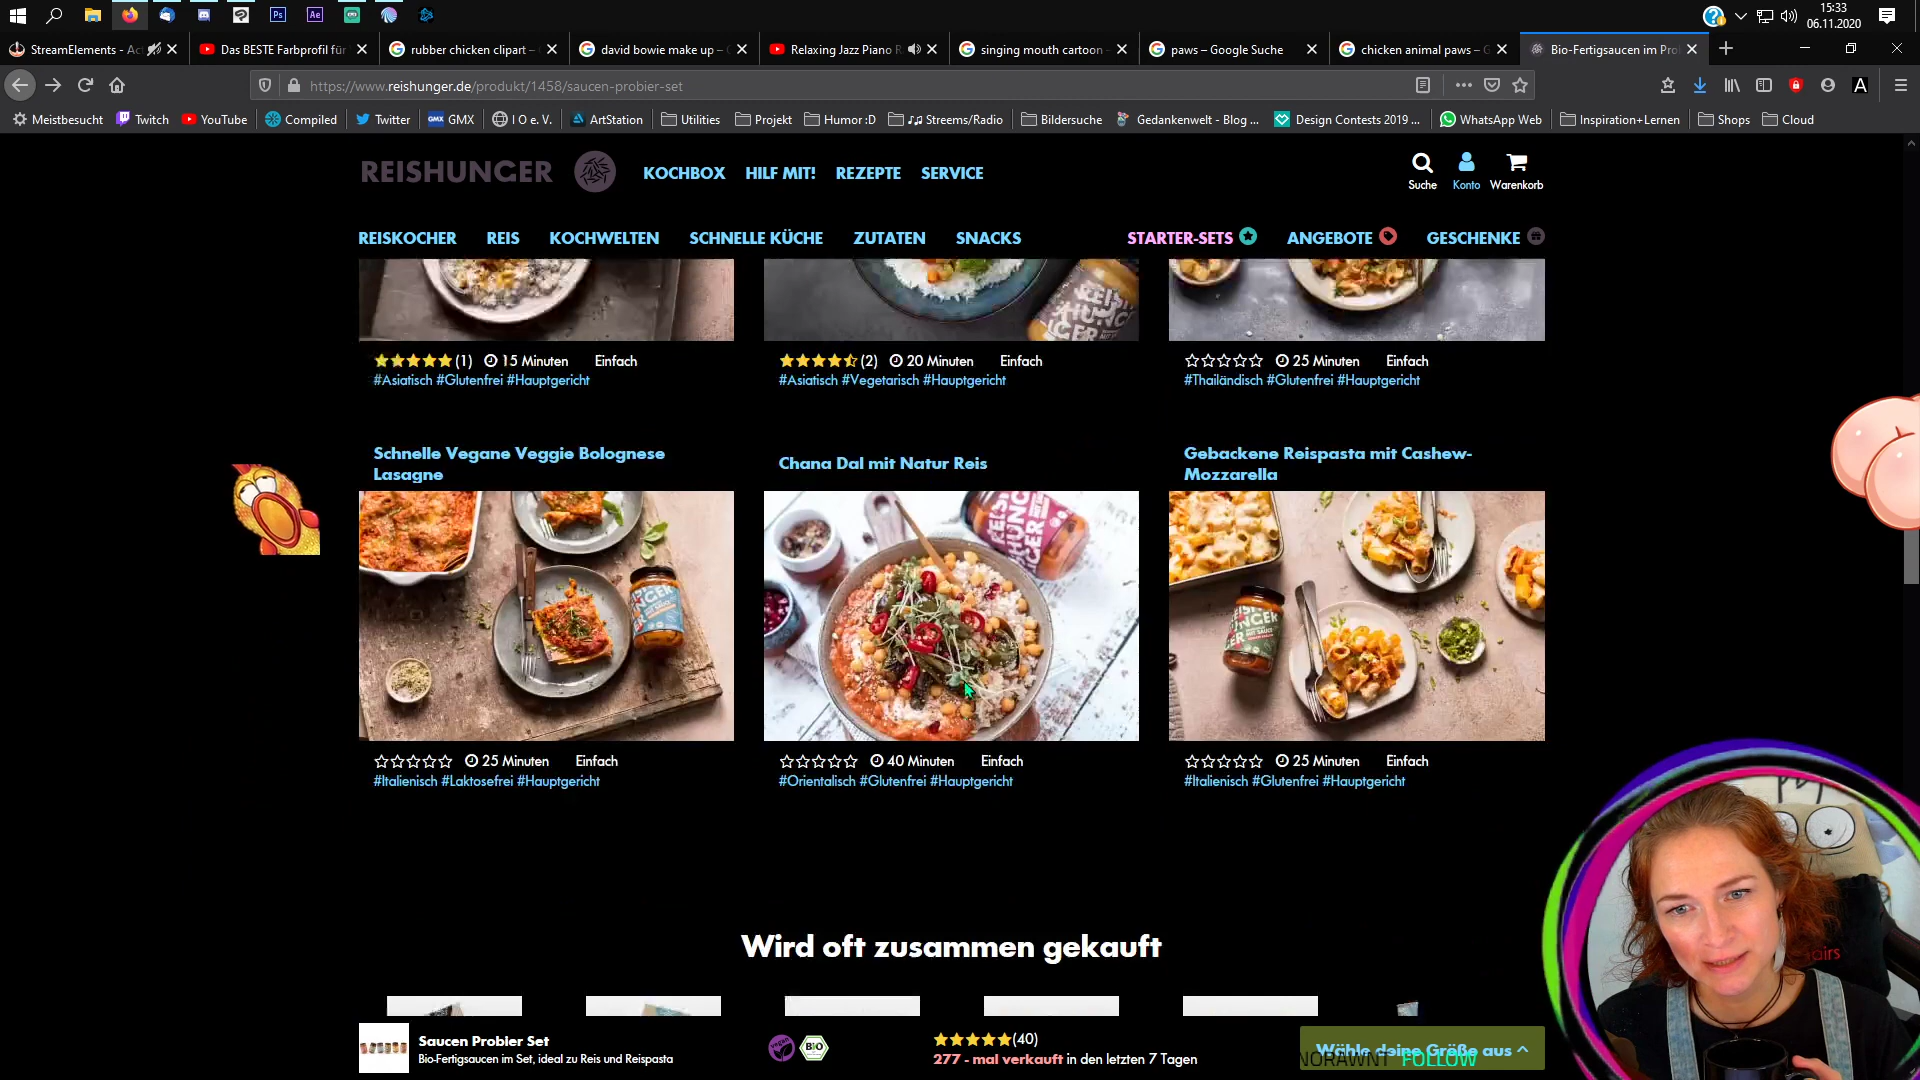 15:33
06.11.2020
StreamElements - Ac
Das BESTE Farbprofil für
rubber chicken clipart –
david bowie make up –
Relaxing Jazz Piano R
singing mouth cartoon
paws – Google Suche
chicken animal paws –
Bio-Fertigsaucen im Pro
https://www.reishunger.de/produkt/1458/saucen-probier-set
Meistbesucht
Twitch
YouTube
Compiled
Twitter
GMX
I O e. V.
ArtStation
Utilities
Projekt
Humor :D
♫♫ Streems/Radio
Bildersuche
Gedankenwelt - Blog ...
Design Contests 2019 ...
WhatsApp Web
Inspiration+Lernen
Shops
Cloud
REISHUNGER
KOCHBOX HILF MIT! REZEPTE SERVICE
Suche Konto Warenkorb
REISKOCHER REIS KOCHWELTEN SCHNELLE KÜCHE ZUTATEN SNACKS STARTER-SETS ANGEBOTE GESCHENKE
(1) 15 Minuten Einfach
#Asiatisch #Glutenfrei #Hauptgericht
(2) 20 Minuten Einfach
#Asiatisch #Vegetarisch #Hauptgericht
25 Minuten Einfach
#Thailändisch #Glutenfrei #Hauptgericht
Schnelle Vegane Veggie Bolognese
Lasagne
25 Minuten Einfach
#Italienisch #Laktosefrei #Hauptgericht
Chana Dal mit Natur Reis
40 Minuten Einfach
#Orientalisch #Glutenfrei #Hauptgericht
Gebackene Reispasta mit Cashew-
Mozzarella
25 Minuten Einfach
#Italienisch #Glutenfrei #Hauptgericht
Wird oft zusammen gekauft
Saucen Probier Set
Bio-Fertigsaucen im Set, ideal zu Reis und Reispasta
vegan
BIO
(40)
277 - mal verkauft in den letzten 7 Tagen
Wähle deine Größe aus
NORAWNT FOLLOW
airs